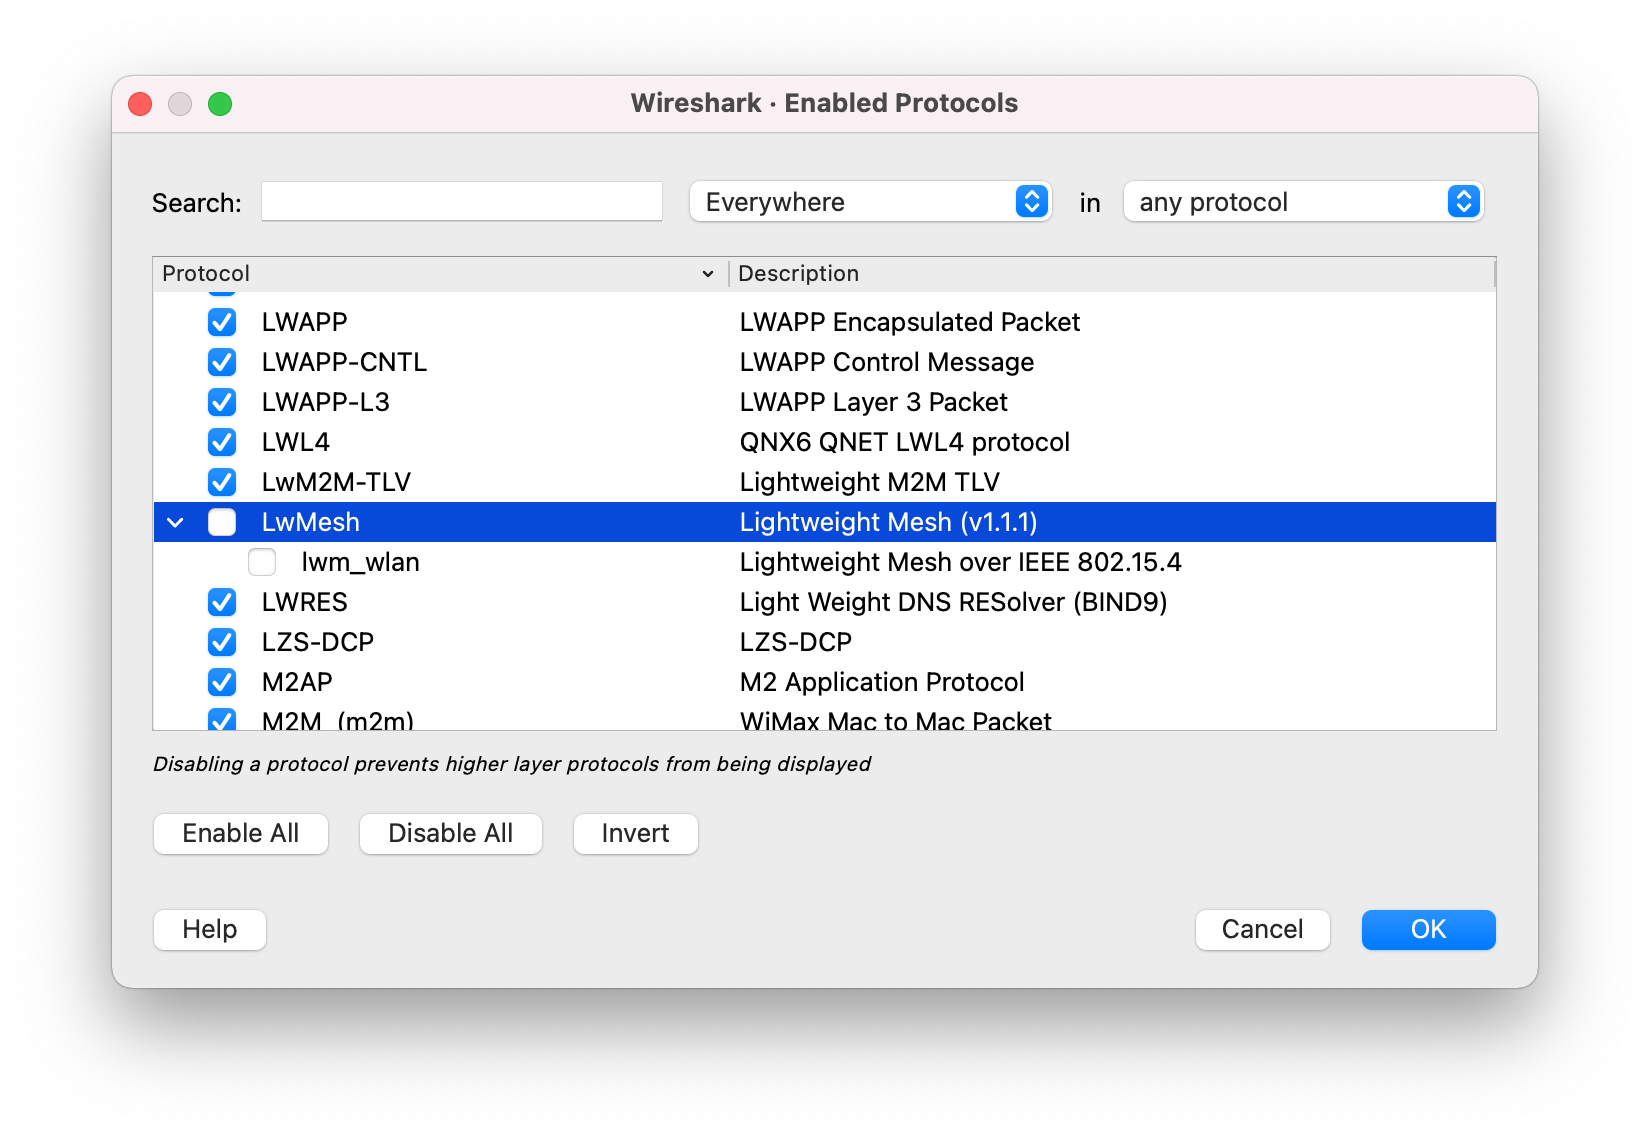 Wireshark · Enabled Protocols
Search: Everywhere in any protocol
Protocol Description
LWAPP LWAPP Encapsulated Packet
LWAPP-CNTL LWAPP Control Message
LWAPP-L3 LWAPP Layer 3 Packet
LWL4 QNX6 QNET LWL4 protocol
LwM2M-TLV Lightweight M2M TLV
LwMesh Lightweight Mesh (v1.1.1)
lwm_wlan Lightweight Mesh over IEEE 802.15.4
LWRES Light Weight DNS RESolver (BIND9)
LZS-DCP LZS-DCP
M2AP M2 Application Protocol
M2M (m2m) WiMax Mac to Mac Packet
Disabling a protocol prevents higher layer protocols from being displayed
Enable All Disable All Invert
Help Cancel OK